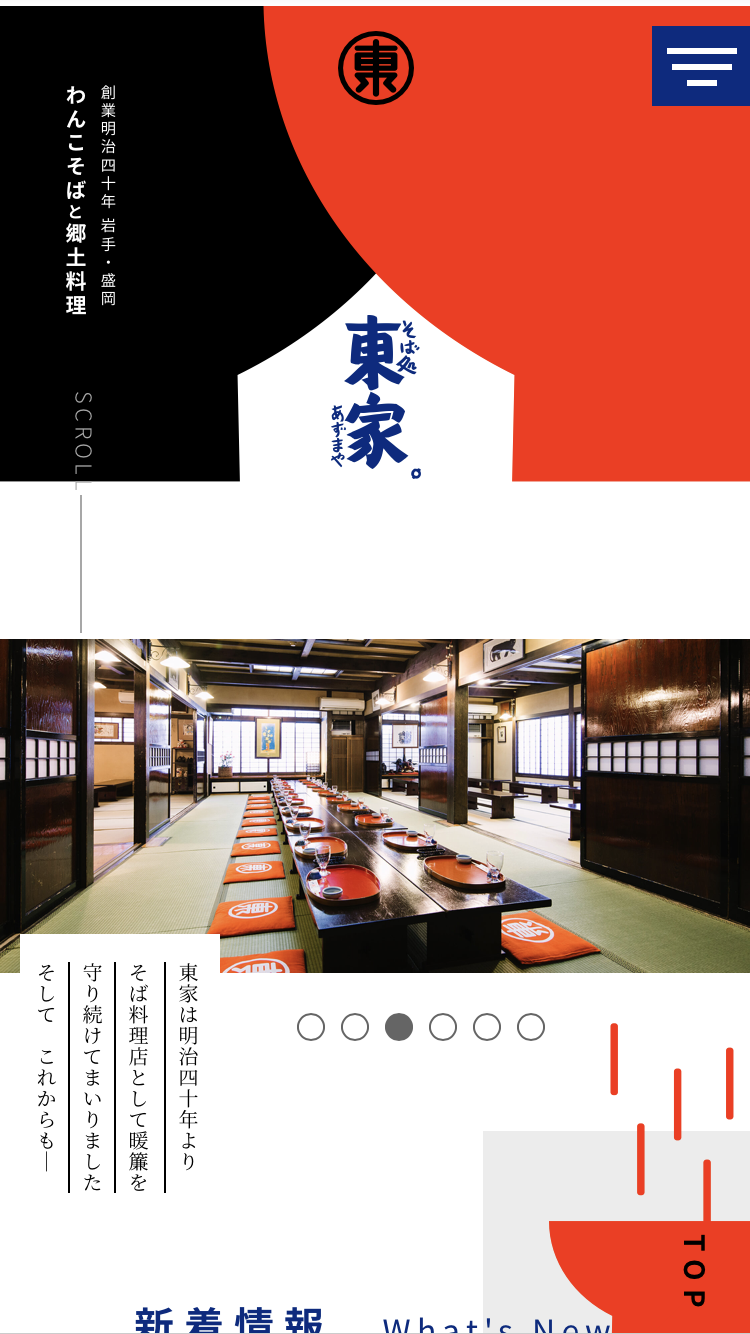 東
創業明治四十年 岩手・盛岡
わんこそばと郷土料理
そば処
東家
あずまや
SCROLL
東家は明治四十年より
そば料理店として暖簾を
守り続けてまいりました
そして　これからも―
TOP
新着情報 What's New